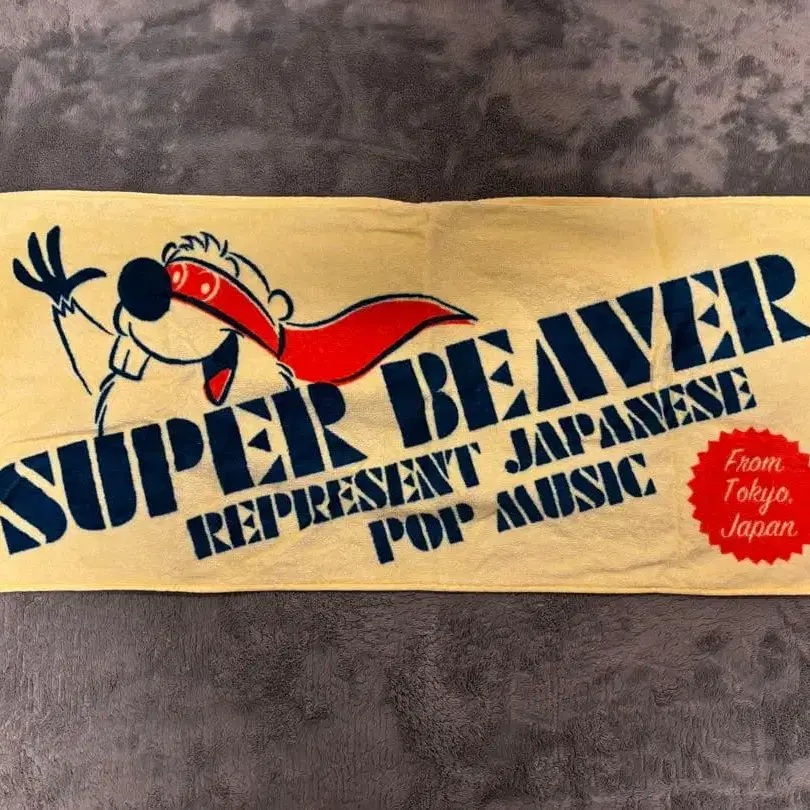 SUPER BEAVER
REPRESENT JAPANESE
POP MUSIC
From
Tokyo,
Japan